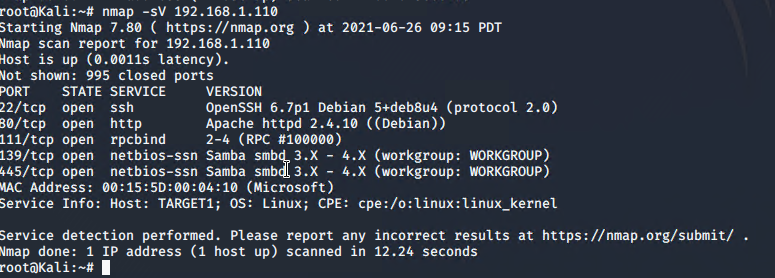 root@Kali:~# nmap -sV 192.168.1.110
Starting Nmap 7.80 ( https://nmap.org ) at 2021-06-26 09:15 PDT
Nmap scan report for 192.168.1.110
Host is up (0.0011s latency).
Not shown: 995 closed ports
PORT    STATE SERVICE     VERSION
22/tcp  open  ssh         OpenSSH 6.7p1 Debian 5+deb8u4 (protocol 2.0)
80/tcp  open  http        Apache httpd 2.4.10 ((Debian))
111/tcp open  rpcbind     2-4 (RPC #100000)
139/tcp open  netbios-ssn Samba smbd 3.X - 4.X (workgroup: WORKGROUP)
445/tcp open  netbios-ssn Samba smbd 3.X - 4.X (workgroup: WORKGROUP)
MAC Address: 00:15:5D:00:04:10 (Microsoft)
Service Info: Host: TARGET1; OS: Linux; CPE: cpe:/o:linux:linux_kernel
Service detection performed. Please report any incorrect results at https://nmap.org/submit/ .
Nmap done: 1 IP address (1 host up) scanned in 12.24 seconds
root@Kali:~#